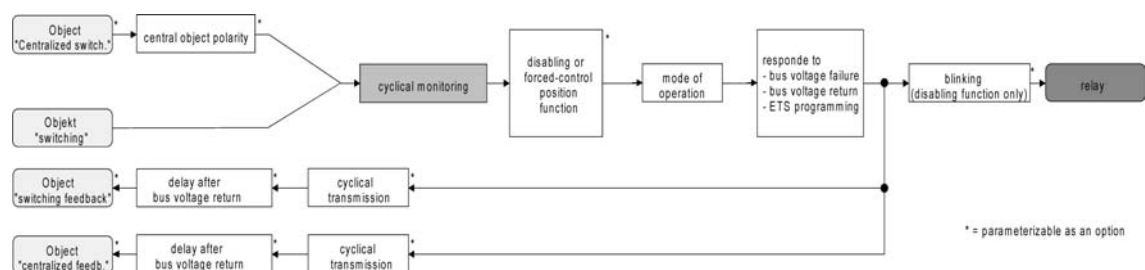 Object
"Centralized switch."
*
central object polarity
*
Objekt
"switching"
cyclical monitoring
disabling or
forced-control
position
function
*
mode of
operation
responde to
- bus voltage failure
- bus voltage return
- ETS programming
blinking
(disabling function only)
*
relay
Object
"switching feedback"
*
delay after
bus voltage return
*
cyclical
transmission
*
Object
"centralized feedb."
*
delay after
bus voltage return
*
cyclical
transmission
*
* = parameterizable as an option